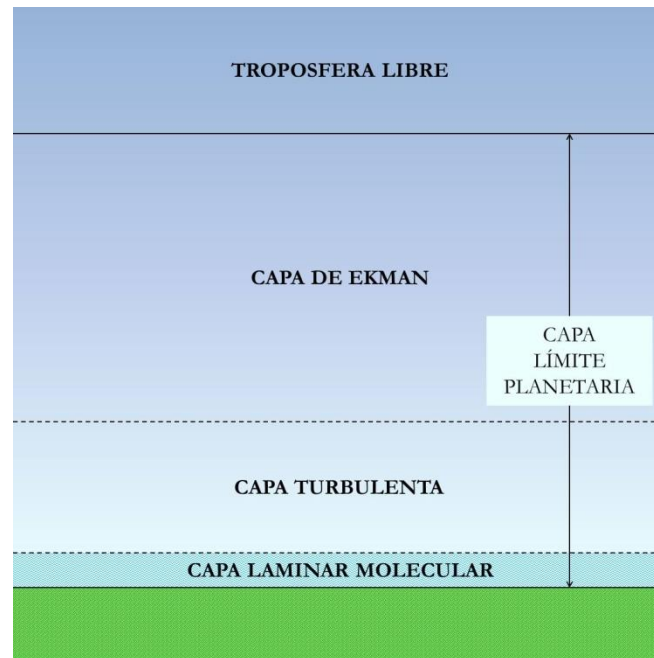 TROPOSFERA LIBRE
CAPA DE EKMAN
CAPA
LÍMITE
PLANETARIA
CAPA TURBULENTA
CAPA LAMINAR MOLECULAR